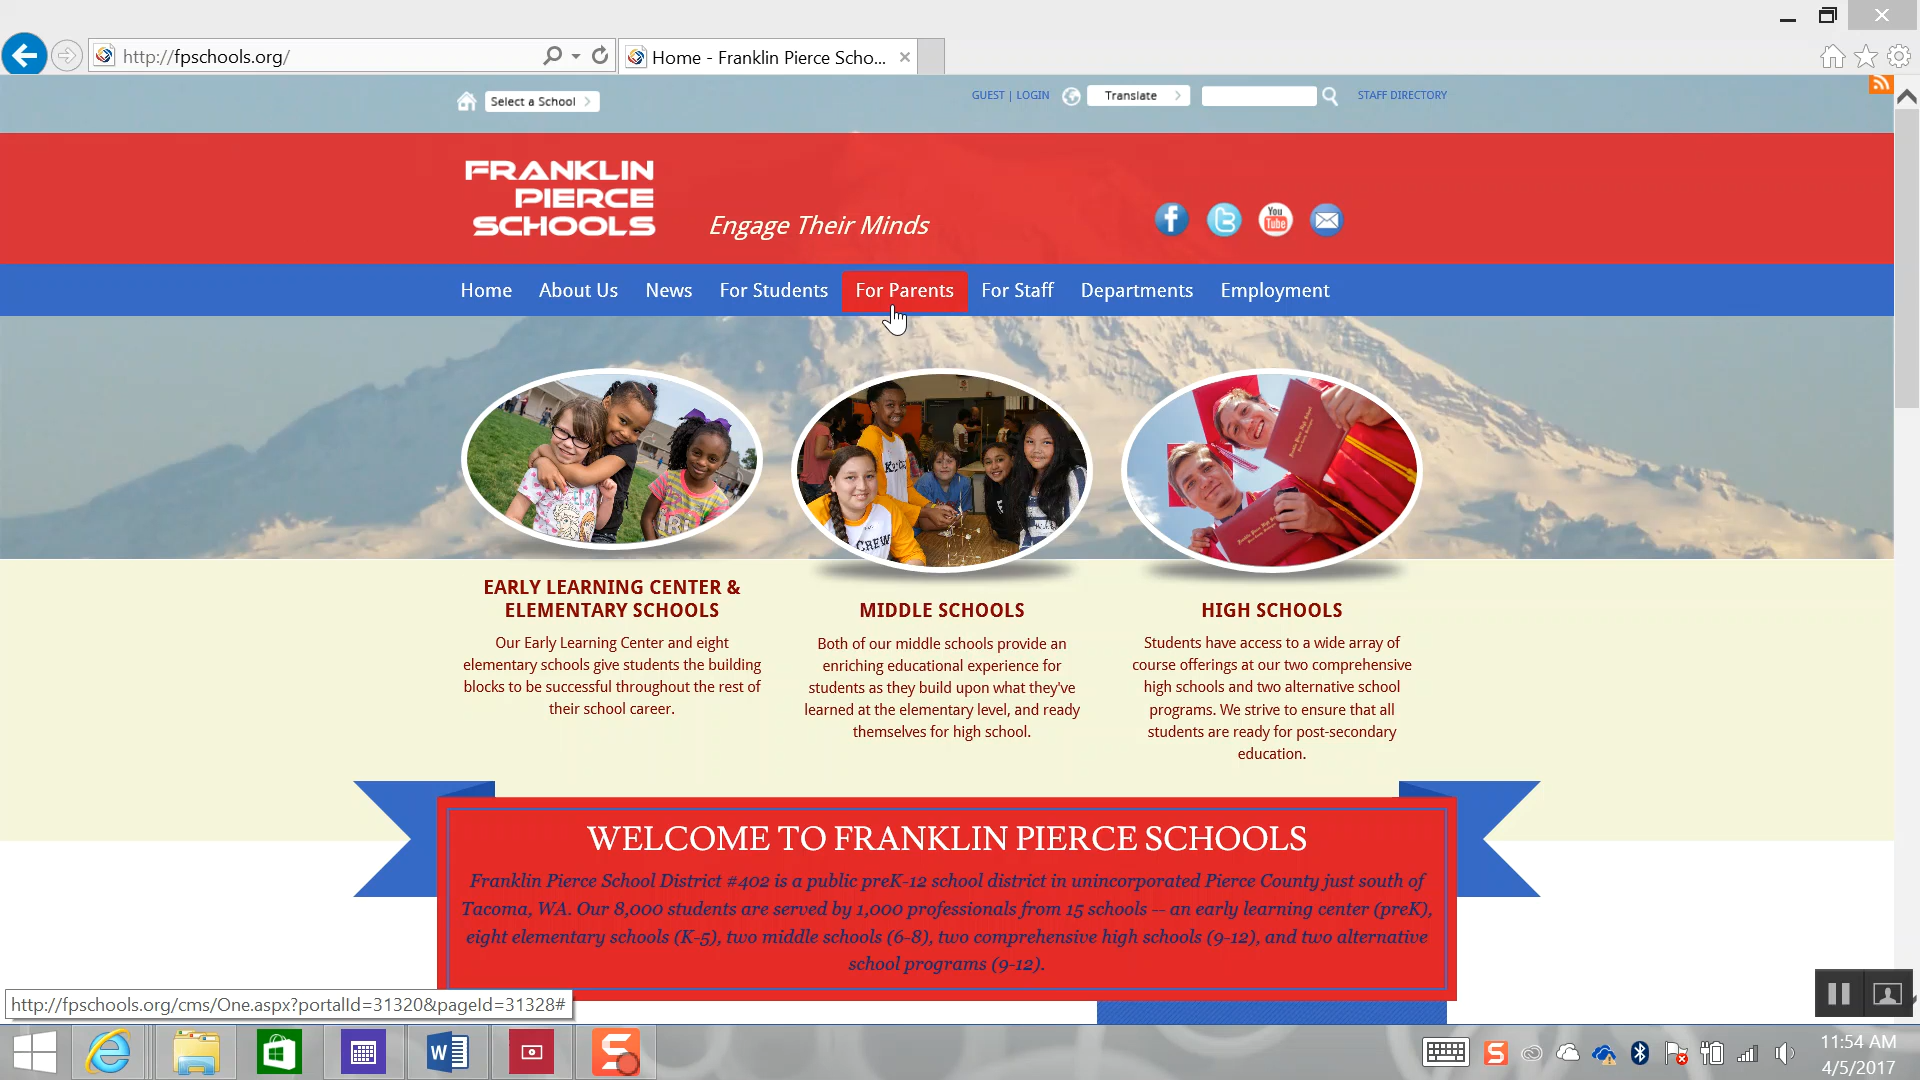 http://fpschools.org/
Home - Franklin Pierce Scho...
Select a School
GUEST | LOGIN
Translate
STAFF DIRECTORY
FRANKLIN
PIERCE
SCHOOLS
Engage Their Minds
You
Tube
Home
About Us
News
For Students
For Parents
For Staff
Departments
Employment
CREW
EARLY LEARNING CENTER &
ELEMENTARY SCHOOLS
Our Early Learning Center and eight
elementary schools give students the building
blocks to be successful throughout the rest of
their school career.
MIDDLE SCHOOLS
Both of our middle schools provide an
enriching educational experience for
students as they build upon what they've
learned at the elementary level, and ready
themselves for high school.
HIGH SCHOOLS
Students have access to a wide array of
course offerings at our two comprehensive
high schools and two alternative school
programs. We strive to ensure that all
students are ready for post-secondary
education.
WELCOME TO FRANKLIN PIERCE SCHOOLS
Franklin Pierce School District #402 is a public preK-12 school district in unincorporated Pierce County just south of
Tacoma, WA. Our 8,000 students are served by 1,000 professionals from 15 schools -- an early learning center (preK),
eight elementary schools (K-5), two middle schools (6-8), two comprehensive high schools (9-12), and two alternative
school programs (9-12).
http://fpschools.org/cms/One.aspx?portalId=31320&pageId=31328#
11:54 AM
4/5/2017